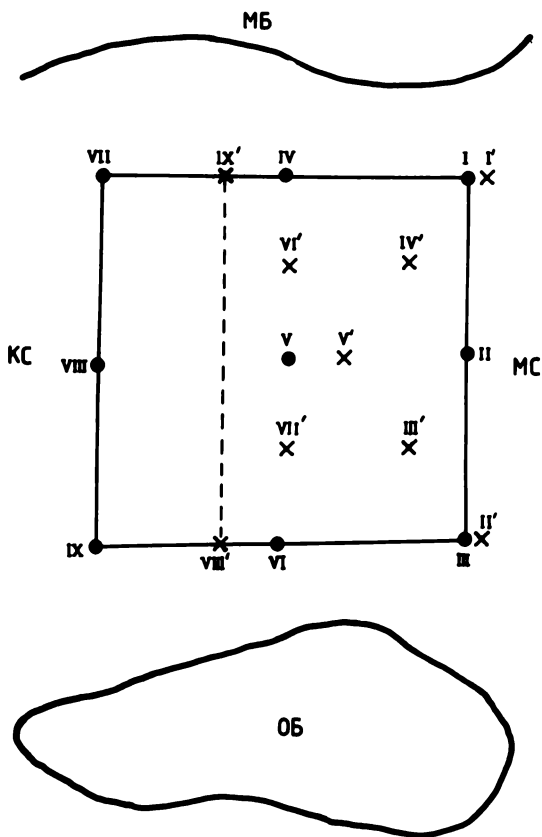 МБ
VII IX′ IV I I′
VI′ IV′
КС VIII V V′ II МС
VII′ III′
II′
IX VIII′ VI III
ОБ